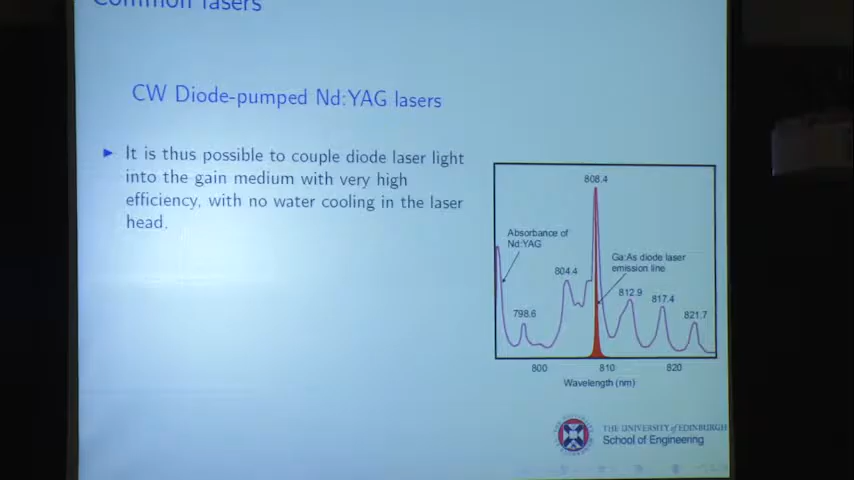 Common lasers
CW Diode-pumped Nd:YAG lasers
It is thus possible to couple diode laser light
into the gain medium with very high
efficiency, with no water cooling in the laser
head.
808.4
Absorbance of
Nd:YAG
Ga:As diode laser
emission line
804.4
812.9
817.4
798.6
821.7
800
810
820
Wavelength (nm)
THE UNIVERSITY of EDINBURGH
School of Engineering